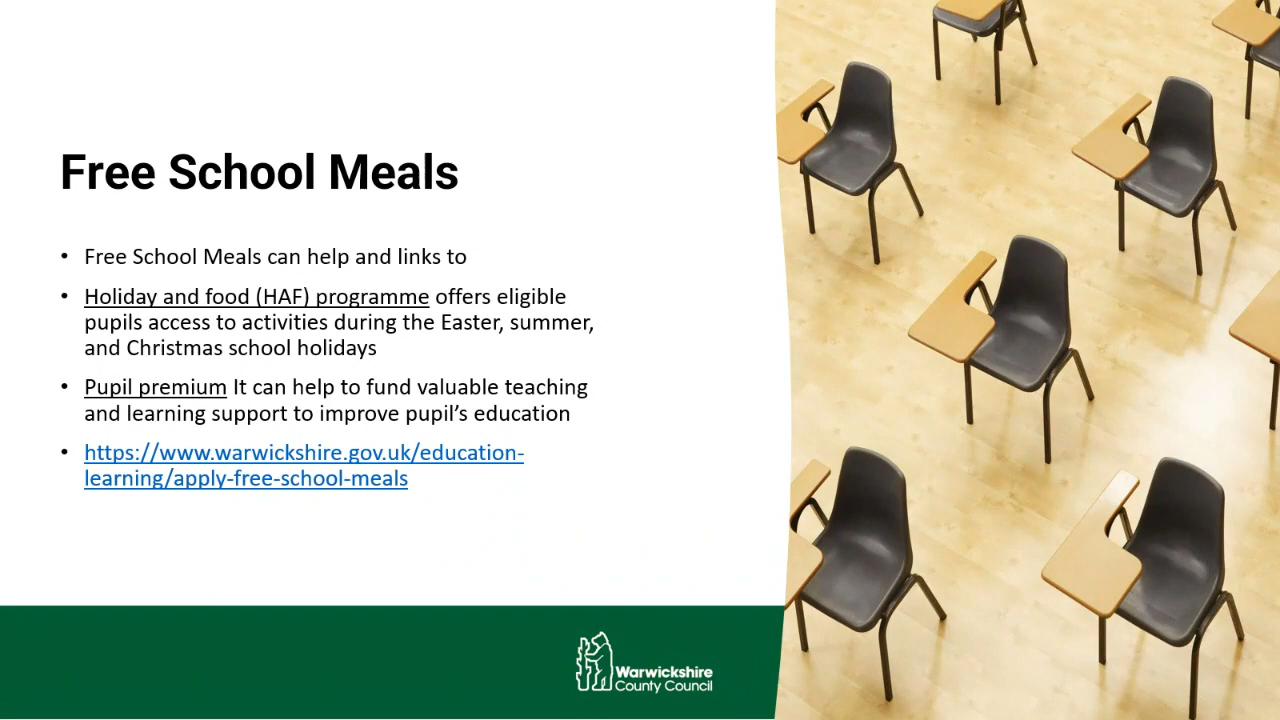 Free School Meals
• Free School Meals can help and links to
• Holiday and food (HAF) programme offers eligible
pupils access to activities during the Easter, summer,
and Christmas school holidays
• Pupil premium It can help to fund valuable teaching
and learning support to improve pupil’s education
• https://www.warwickshire.gov.uk/education-
learning/apply-free-school-meals
Warwickshire
County Council